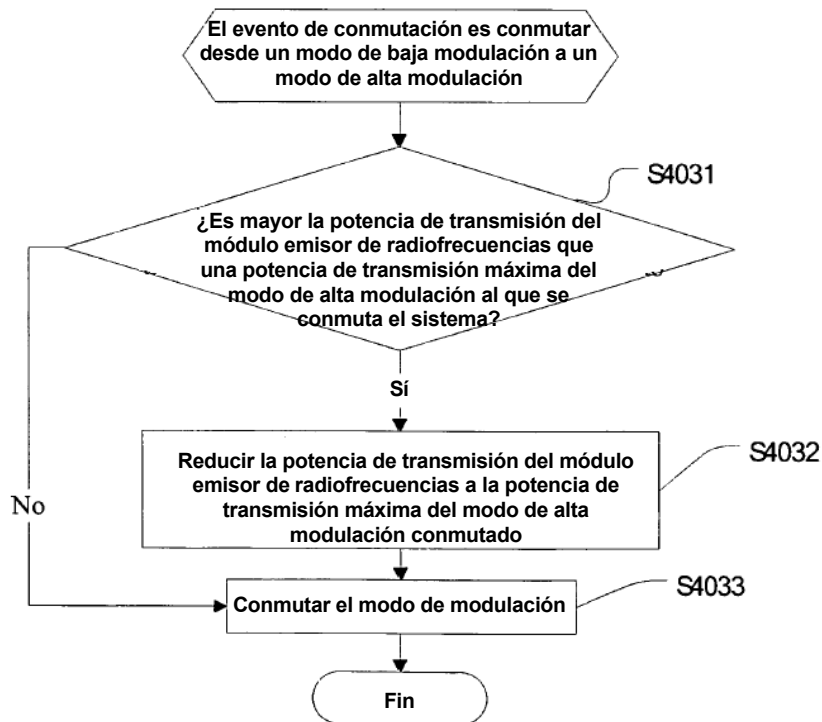 El evento de conmutación es conmutar
desde un modo de baja modulación a un
modo de alta modulación
S4031
¿Es mayor la potencia de transmisión del
módulo emisor de radiofrecuencias que
una potencia de transmisión máxima del
modo de alta modulación al que se
conmuta el sistema?
Sí
S4032
Reducir la potencia de transmisión del módulo
emisor de radiofrecuencias a la potencia de
transmisión máxima del modo de alta
modulación conmutado
No
S4033
Conmutar el modo de modulación
Fin